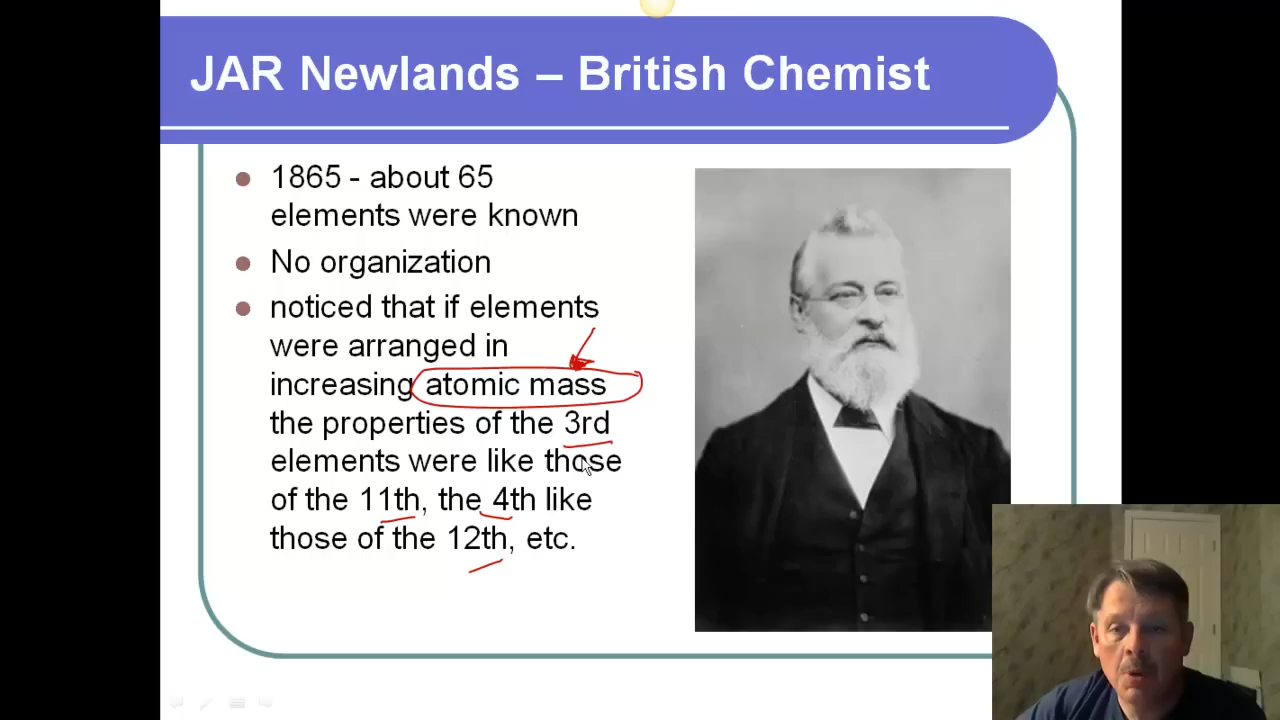 JAR Newlands – British Chemist
1865 - about 65
elements were known
No organization
noticed that if elements
were arranged in
increasing atomic mass
the properties of the 3rd
elements were like those
of the 11th, the 4th like
those of the 12th, etc.